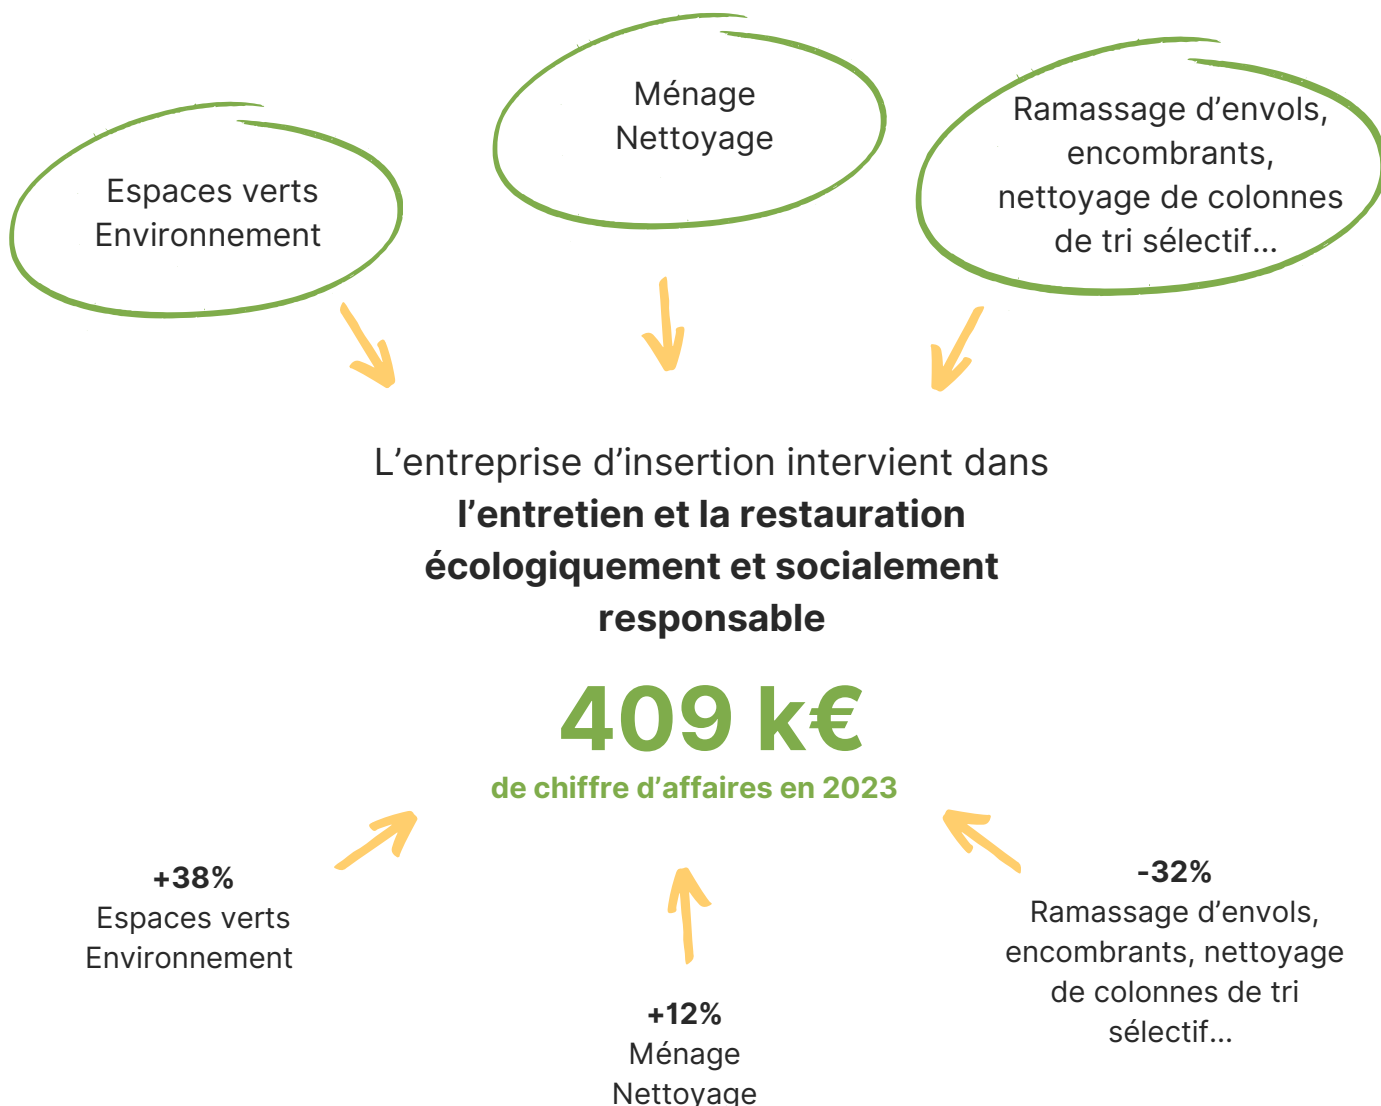 Espaces verts
Environnement
Ménage
Nettoyage
Ramassage d’envols,
encombrants,
nettoyage de colonnes
de tri sélectif...
L’entreprise d’insertion intervient dans
l’entretien et la restauration
écologiquement et socialement
responsable
409 k€
de chiffre d’affaires en 2023
+38%
Espaces verts
Environnement
+12%
Ménage
Nettoyage
-32%
Ramassage d’envols,
encombrants, nettoyage
de colonnes de tri
sélectif...